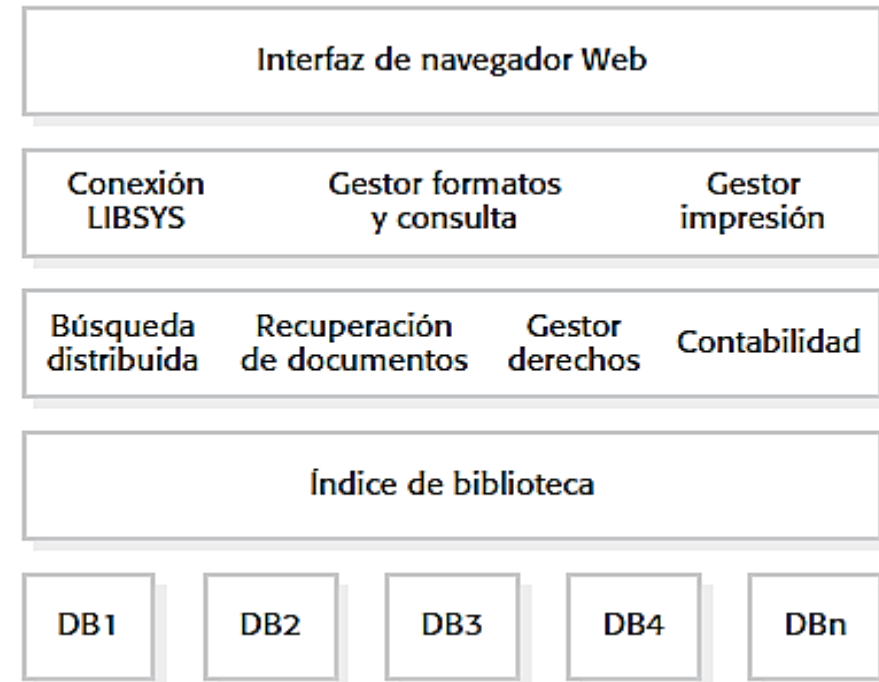 Interfaz de navegador Web
Conexión
LIBSYS
Gestor formatos
y consulta
Gestor
impresión
Búsqueda
distribuida
Recuperación
de documentos
Gestor
derechos
Contabilidad
Índice de biblioteca
DB1
DB2
DB3
DB4
DBn